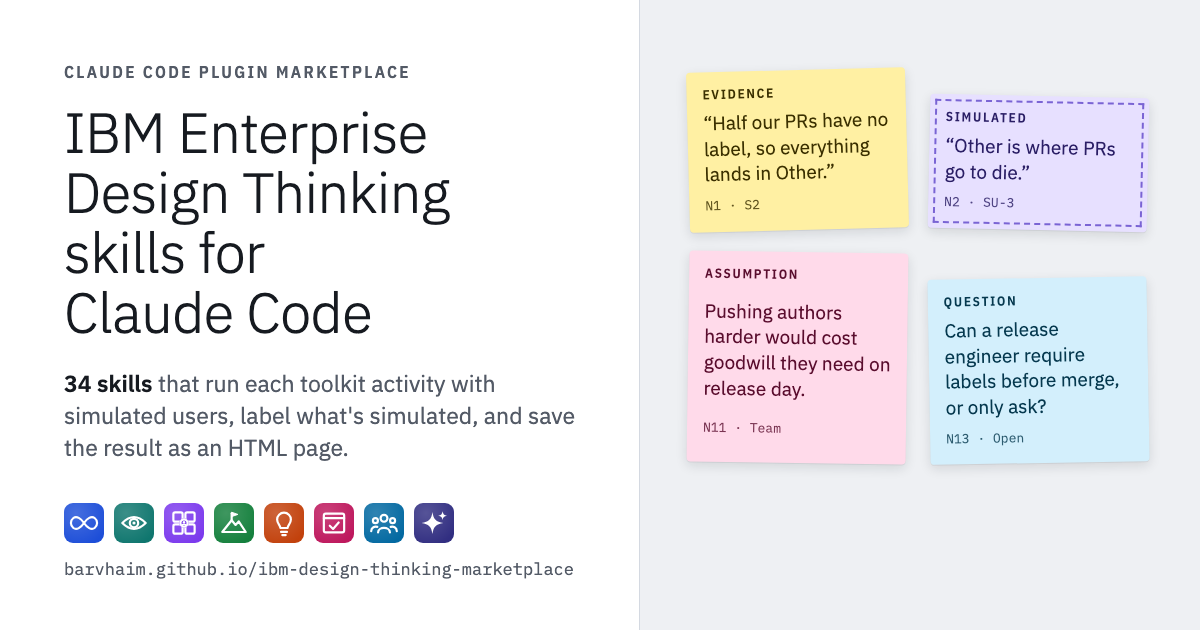 CLAUDE CODE PLUGIN MARKETPLACE
IBM Enterprise
Design Thinking
skills for
Claude Code
34 skills that run each toolkit activity with
simulated users, label what's simulated, and save
the result as an HTML page.
barvhaim.github.io/ibm-design-thinking-marketplace
EVIDENCE
“Half our PRs have no
label, so everything
lands in Other.”
N1 · S2
SIMULATED
“Other is where PRs
go to die.”
N2 · SU-3
ASSUMPTION
Pushing authors
harder would cost
goodwill they need on
release day.
N11 · Team
QUESTION
Can a release
engineer require
labels before merge,
or only ask?
N13 · Open